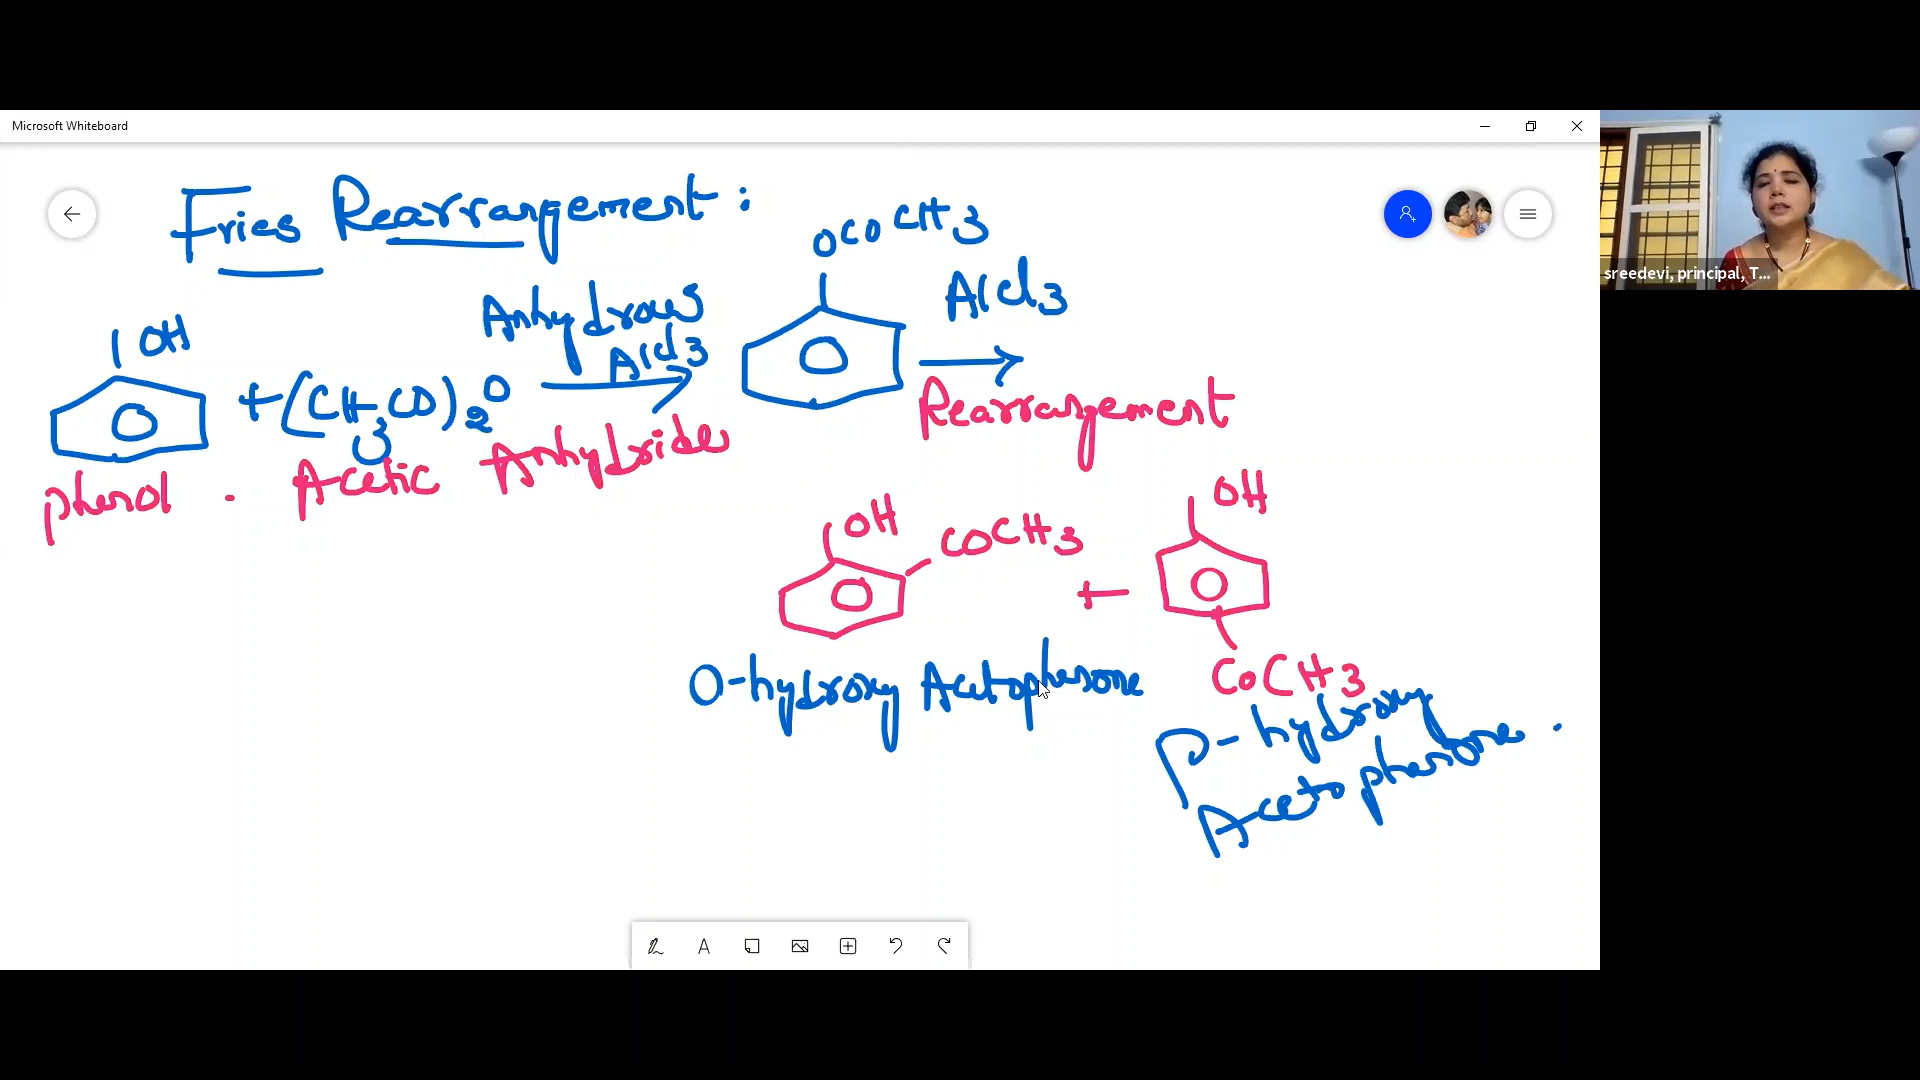 Microsoft Whiteboard
Fries Rearrangement :
OCOCH3
Anhydrous
AlCl3
AlCl3
OH
+ (CH3CO)2O
Rearrangement
phenol . Acetic Anhydride
OH
COCH3
+
OH
COCH3
O-hydroxy Acetophenone
p-hydroxy
Acetophenone .
sreedevi, principal, T...
A